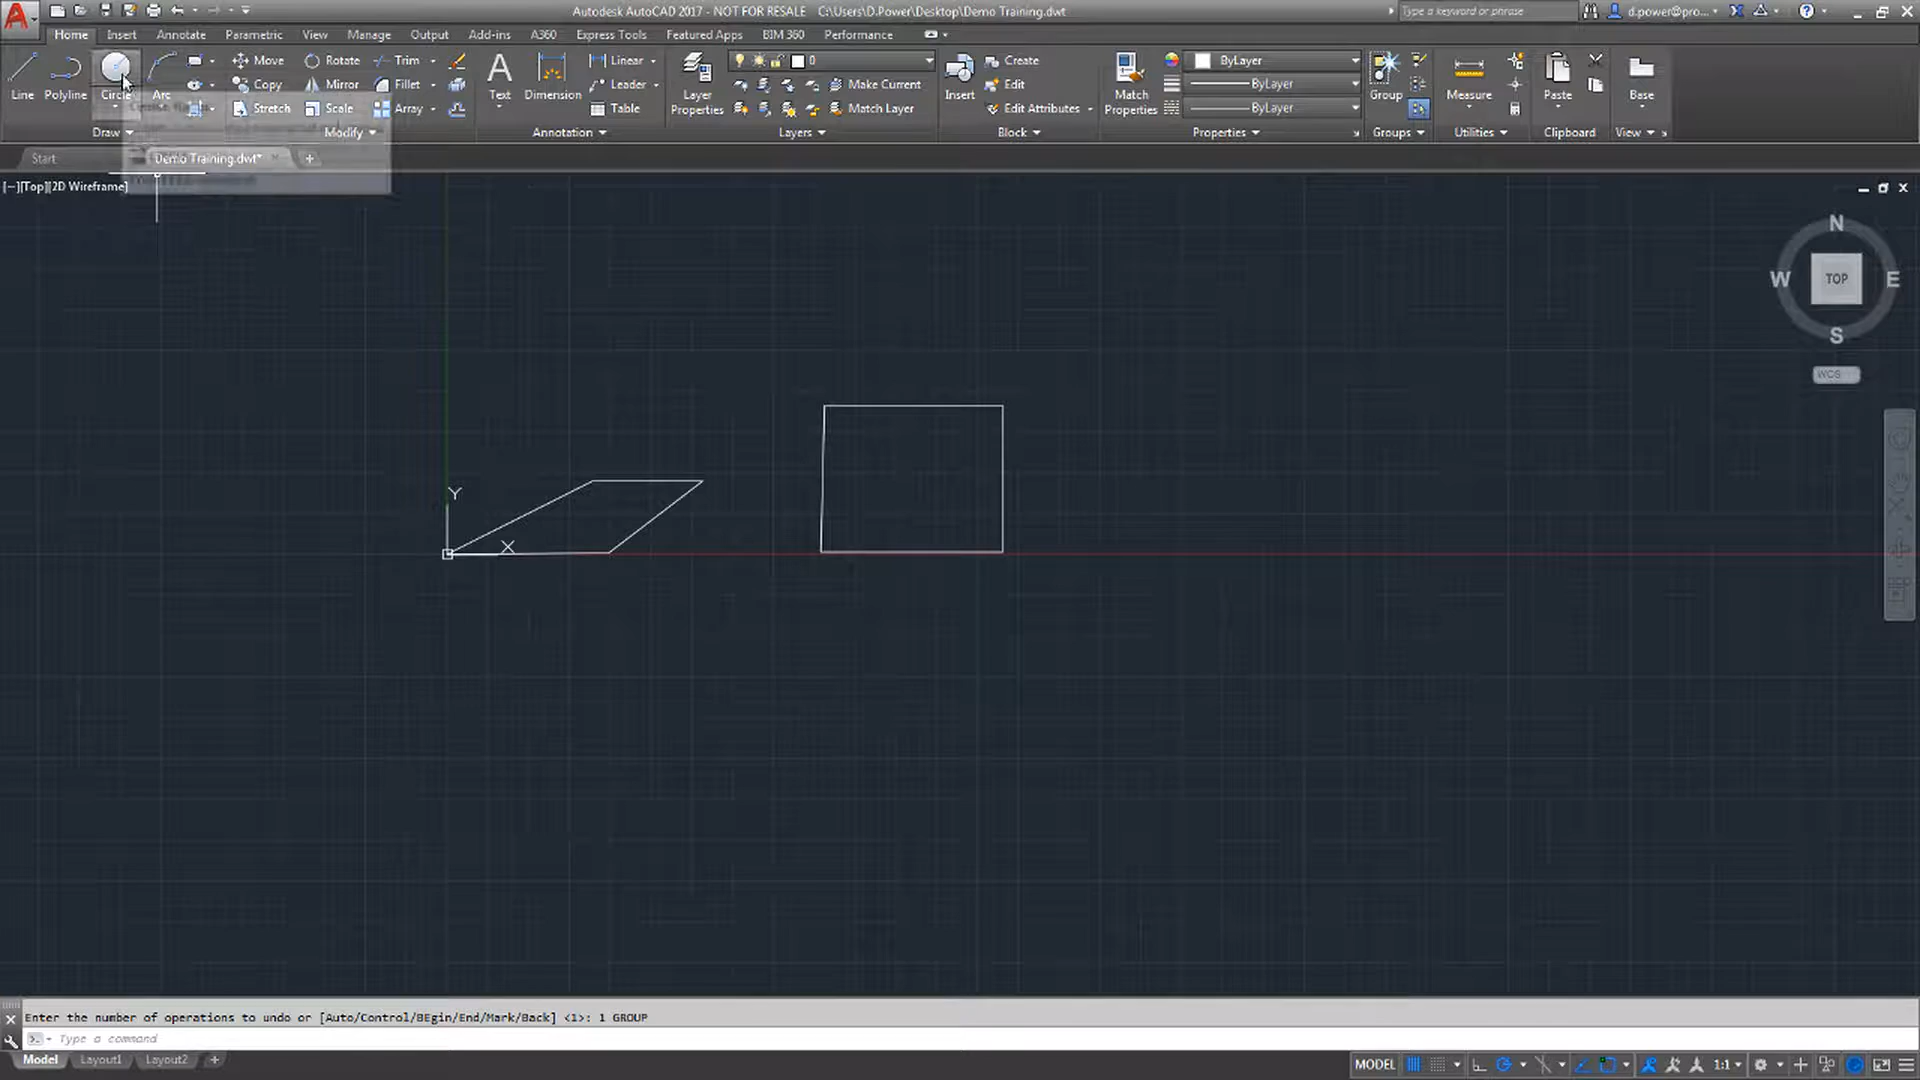 Autodesk AutoCAD 2017 - NOT FOR RESALE C:\Users\D.Power\Desktop\Demo Training.dwt
Type a keyword or phrase
d.power@pro...
Home Insert Annotate Parametric View Manage Output Add-ins A360 Express Tools Featured Apps BIM 360 Performance
Move Rotate Trim Linear 0 Create ByLayer
Line Polyline Circle Arc Copy Mirror Fillet Text Dimension Leader Layer Properties Make Current Insert Edit Match Properties ByLayer Group Measure Paste Base
Stretch Scale Array Table Match Layer Edit Attributes ByLayer
Draw Modify Annotation Layers Block Properties Groups Utilities Clipboard View
Start Demo Training.dwt*
[−][Top][2D Wireframe]
N
W TOP E
S
WCS
Y
X
Enter the number of operations to undo or [Auto/Control/BEgin/End/Mark/Back] <1>: 1 GROUP
Type a command
Model Layout1 Layout2 +
MODEL 1:1